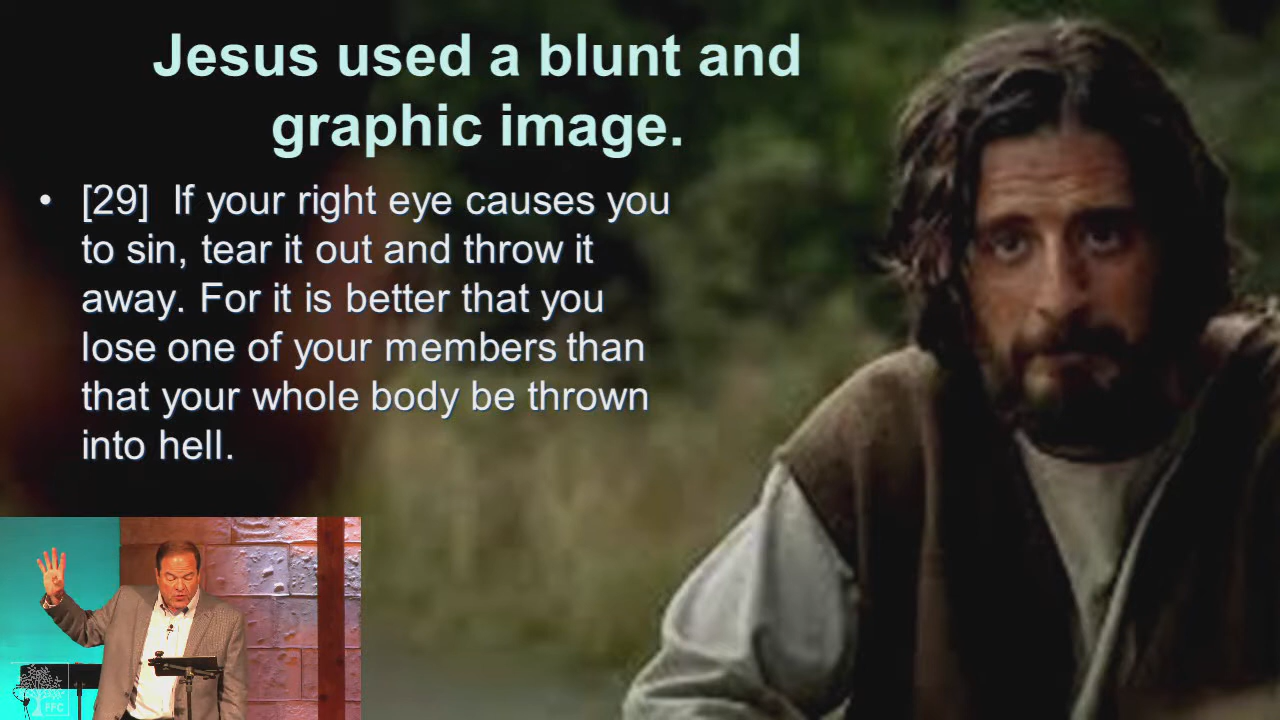 Jesus used a blunt and
graphic image.
• [29]  If your right eye causes you
to sin, tear it out and throw it
away. For it is better that you
lose one of your members than
that your whole body be thrown
into hell.
FPC